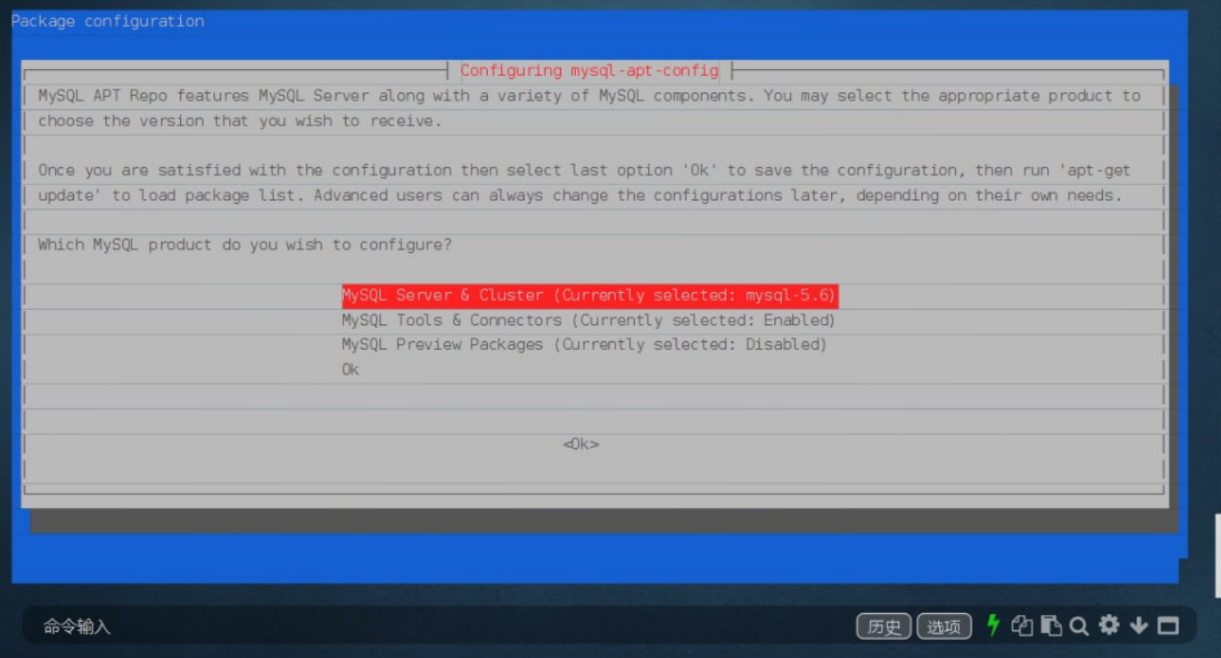 Package configuration
Configuring mysql-apt-config
MySQL APT Repo features MySQL Server along with a variety of MySQL components. You may select the appropriate product to
choose the version that you wish to receive.
Once you are satisfied with the configuration then select last option 'Ok' to save the configuration, then run 'apt-get
update' to load package list. Advanced users can always change the configurations later, depending on their own needs.
Which MySQL product do you wish to configure?
MySQL Server & Cluster (Currently selected: mysql-5.6)
MySQL Tools & Connectors (Currently selected: Enabled)
MySQL Preview Packages (Currently selected: Disabled)
Ok
<Ok>
命令输入 历史 选项